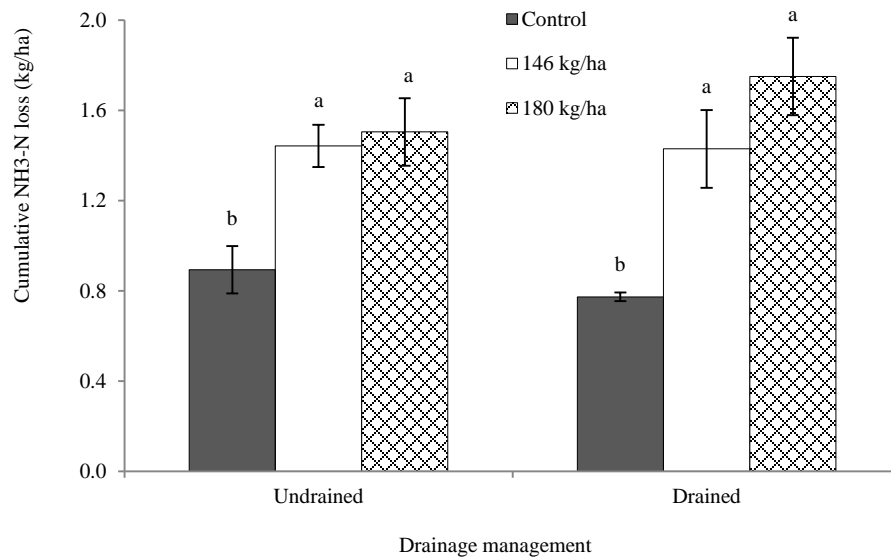 Cumulative NH3-N loss (kg/ha)
2.0
1.6
1.2
0.8
0.4
0.0
Control
146 kg/ha
180 kg/ha
b
a
a
b
a
a
Undrained
Drained
Drainage management